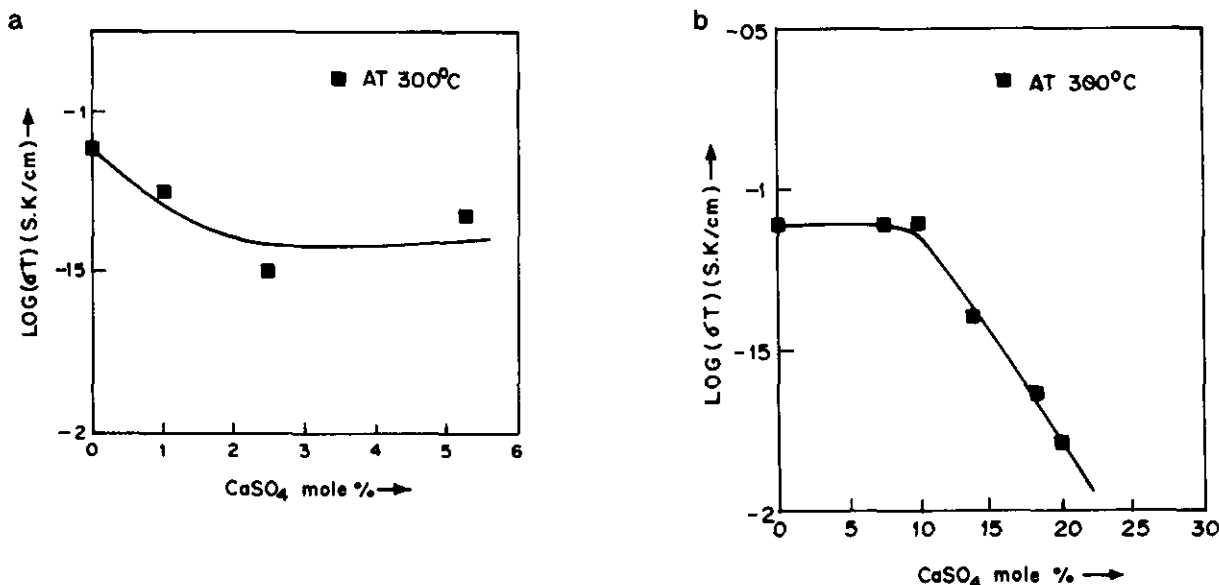 a
■ AT 300°C
LOG(σT)(S.K/cm)→
-1
-15
-2
0 1 2 3 4 5 6
CaSO₄ mole %→
b
■ AT 300°C
LOG(σT)(S.K/cm)→
-05
-1
-15
-2
0 5 10 15 20 25 30
CaSO₄ mole %→